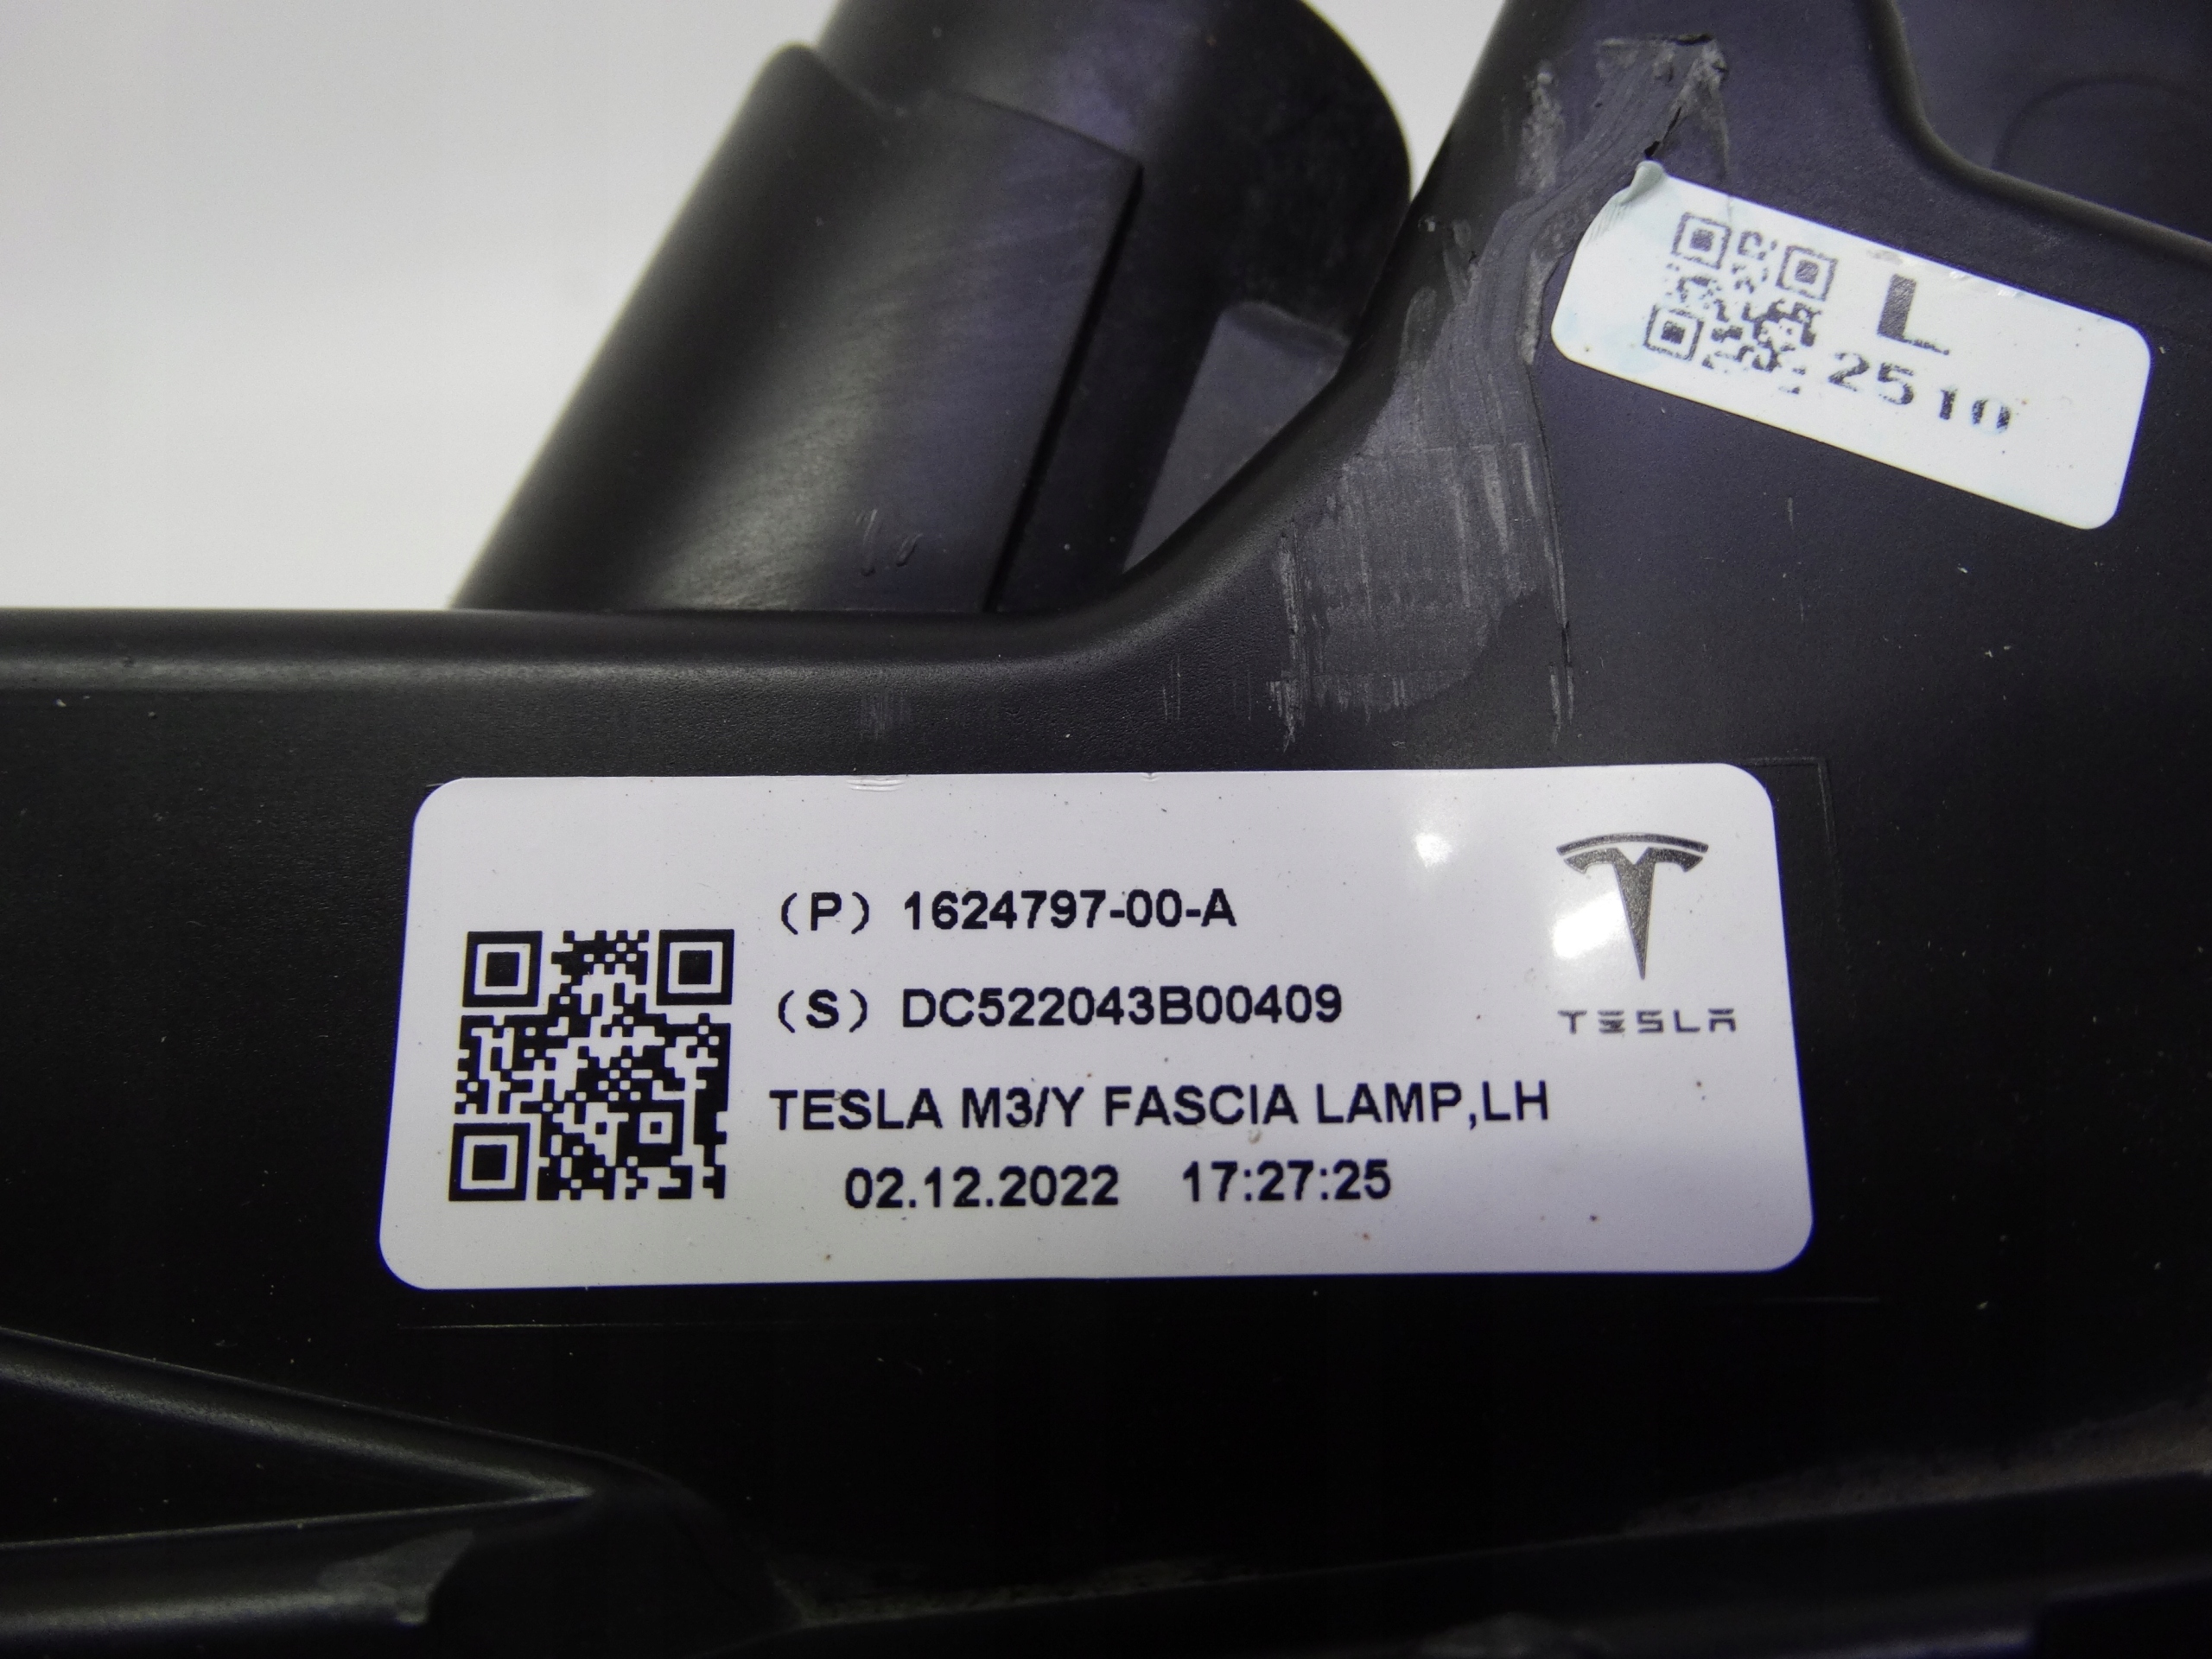 L
2510
(P) 1624797-00-A
(S) DC522043B00409
TESLA
TESLA M3/Y FASCIA LAMP,LH
02.12.2022 17:27:25